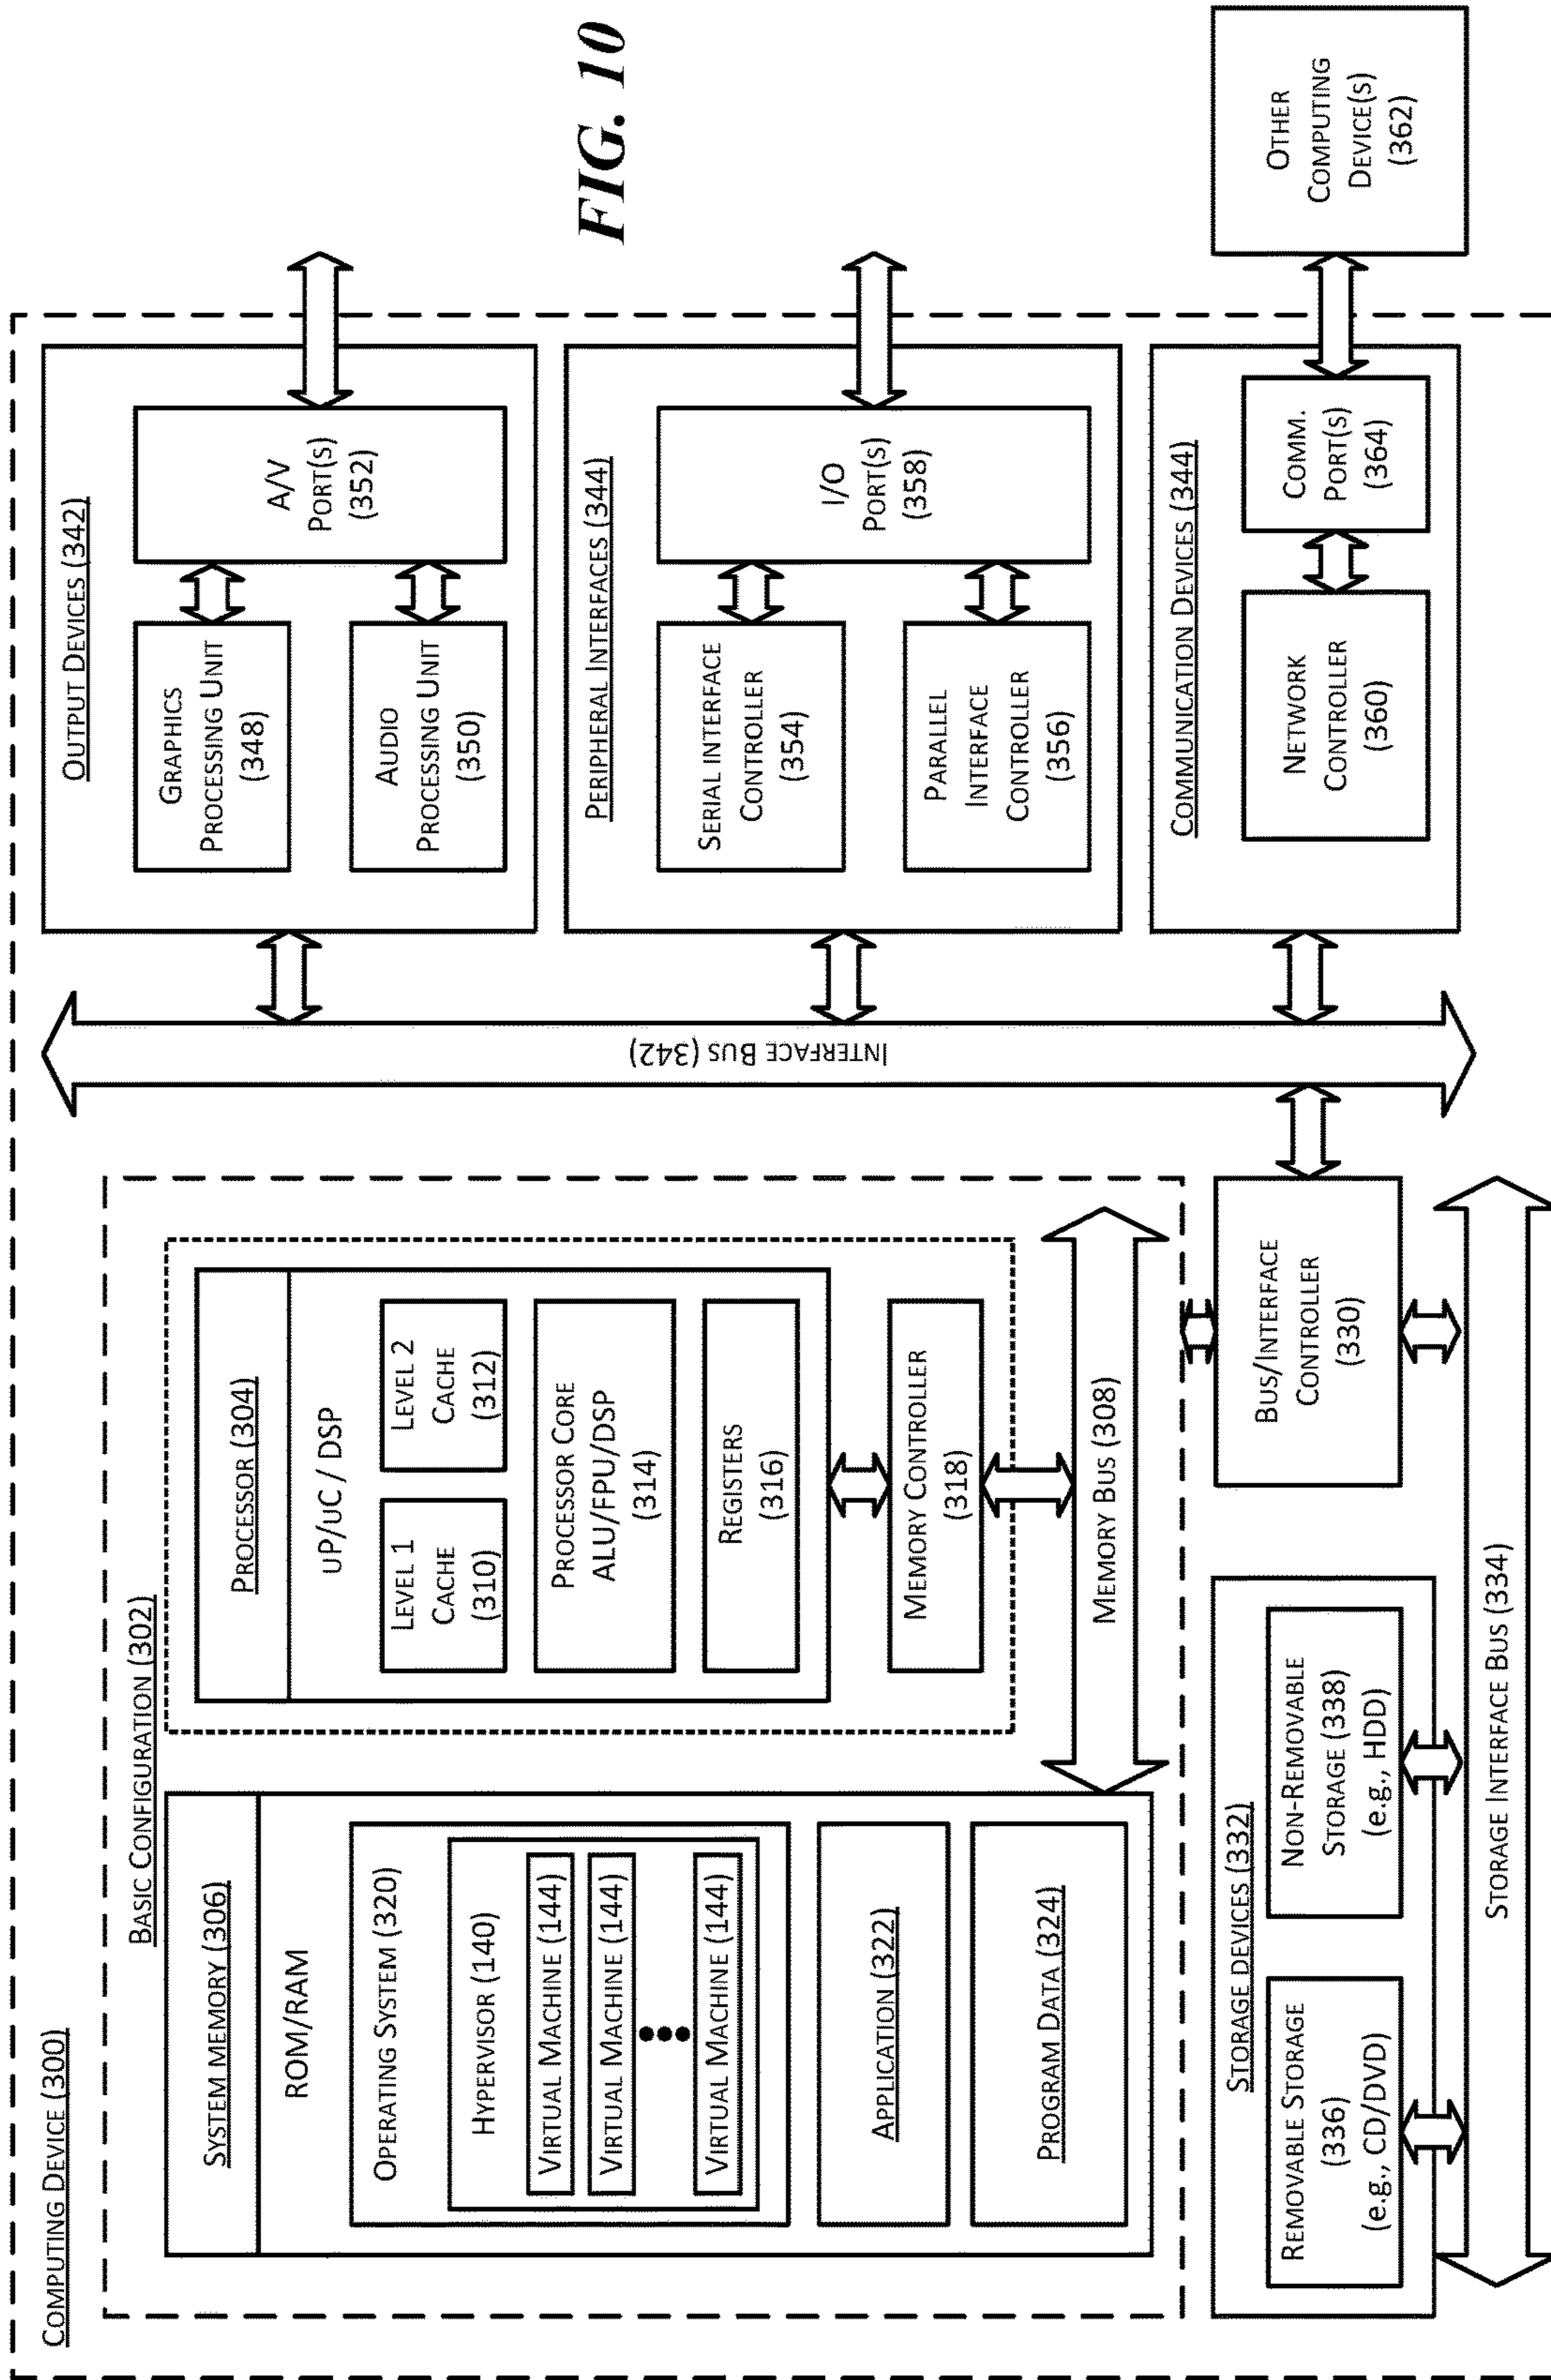 COMPUTING DEVICE (300)
BASIC CONFIGURATION (302)
SYSTEM MEMORY (306)
ROM/RAM
OPERATING SYSTEM (320)
HYPERVISOR (140)
VIRTUAL MACHINE (144)
VIRTUAL MACHINE (144)
VIRTUAL MACHINE (144)
APPLICATION (322)
PROGRAM DATA (324)
PROCESSOR (304)
uP/uC / DSP
LEVEL 1
CACHE
(310)
LEVEL 2
CACHE
(312)
PROCESSOR CORE
ALU/FPU/DSP
(314)
REGISTERS
(316)
MEMORY CONTROLLER
(318)
MEMORY BUS (308)
BUS/INTERFACE
CONTROLLER
(330)
STORAGE DEVICES (332)
REMOVABLE STORAGE
(336)
(e.g., CD/DVD)
NON-REMOVABLE
STORAGE (338)
(e.g., HDD)
STORAGE INTERFACE BUS (334)
INTERFACE BUS (342)
OUTPUT DEVICES (342)
GRAPHICS
PROCESSING UNIT
(348)
AUDIO
PROCESSING UNIT
(350)
A/V
PORT(S)
(352)
PERIPHERAL INTERFACES (344)
SERIAL INTERFACE
CONTROLLER
(354)
PARALLEL
INTERFACE
CONTROLLER
(356)
I/O
PORT(S)
(358)
COMMUNICATION DEVICES (344)
NETWORK
CONTROLLER
(360)
COMM.
PORT(S)
(364)
OTHER
COMPUTING
DEVICE(S)
(362)
FIG. 10